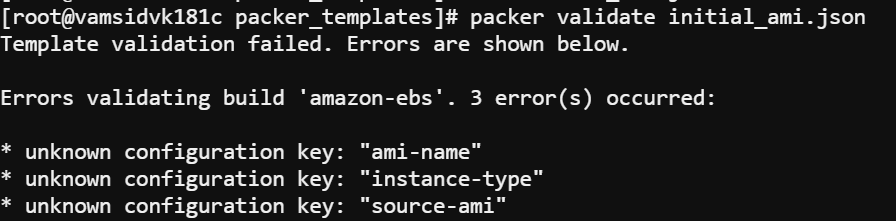 [root@vamsidvk181c packer_templates]# packer validate initial_ami.json
Template validation failed. Errors are shown below.
Errors validating build 'amazon-ebs'. 3 error(s) occurred:
* unknown configuration key: "ami-name"
* unknown configuration key: "instance-type"
* unknown configuration key: "source-ami"